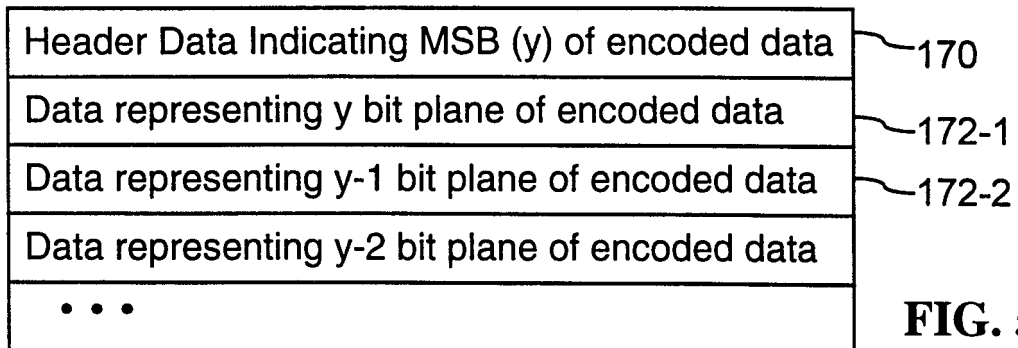 Header Data Indicating MSB (y) of encoded data 170
Data representing y bit plane of encoded data 172-1
Data representing y-1 bit plane of encoded data 172-2
Data representing y-2 bit plane of encoded data
• • •
FIG.